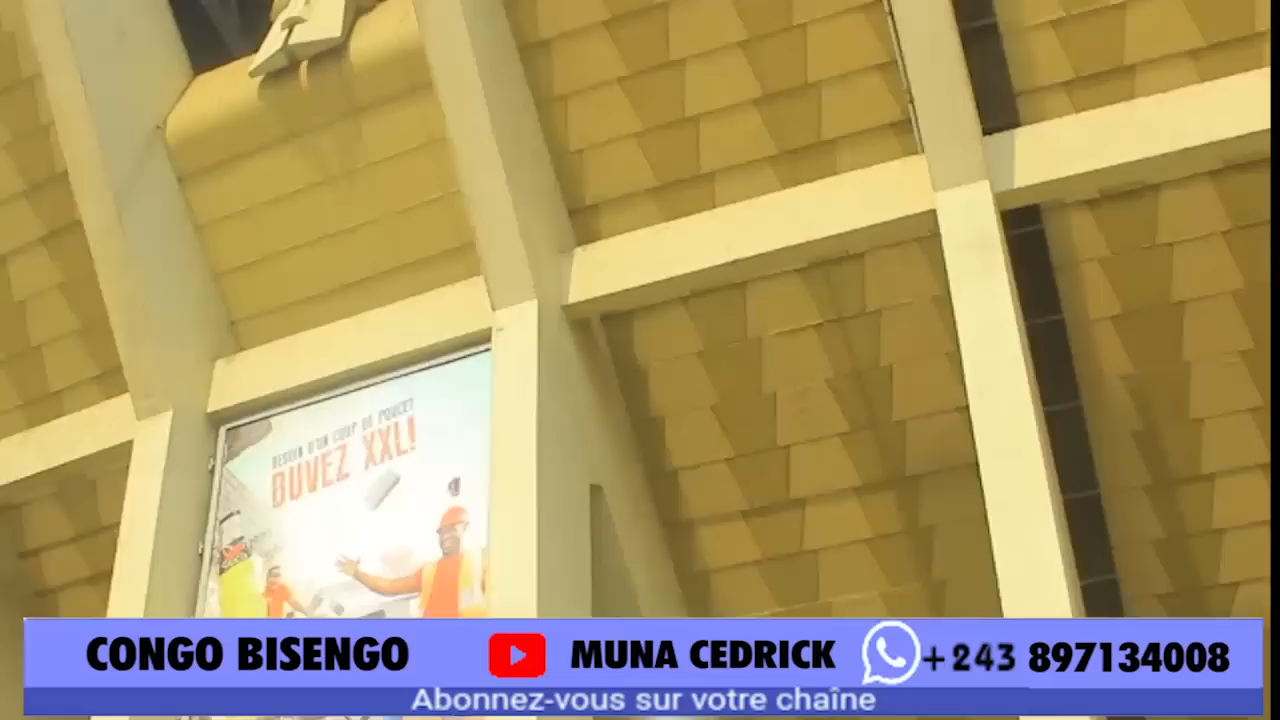 BESOIN D'UN COUP DE POUCE?
BUVEZ XXL!
CONGO BISENGO
MUNA CEDRICK
+243 897134008
Abonnez-vous sur votre chaîne